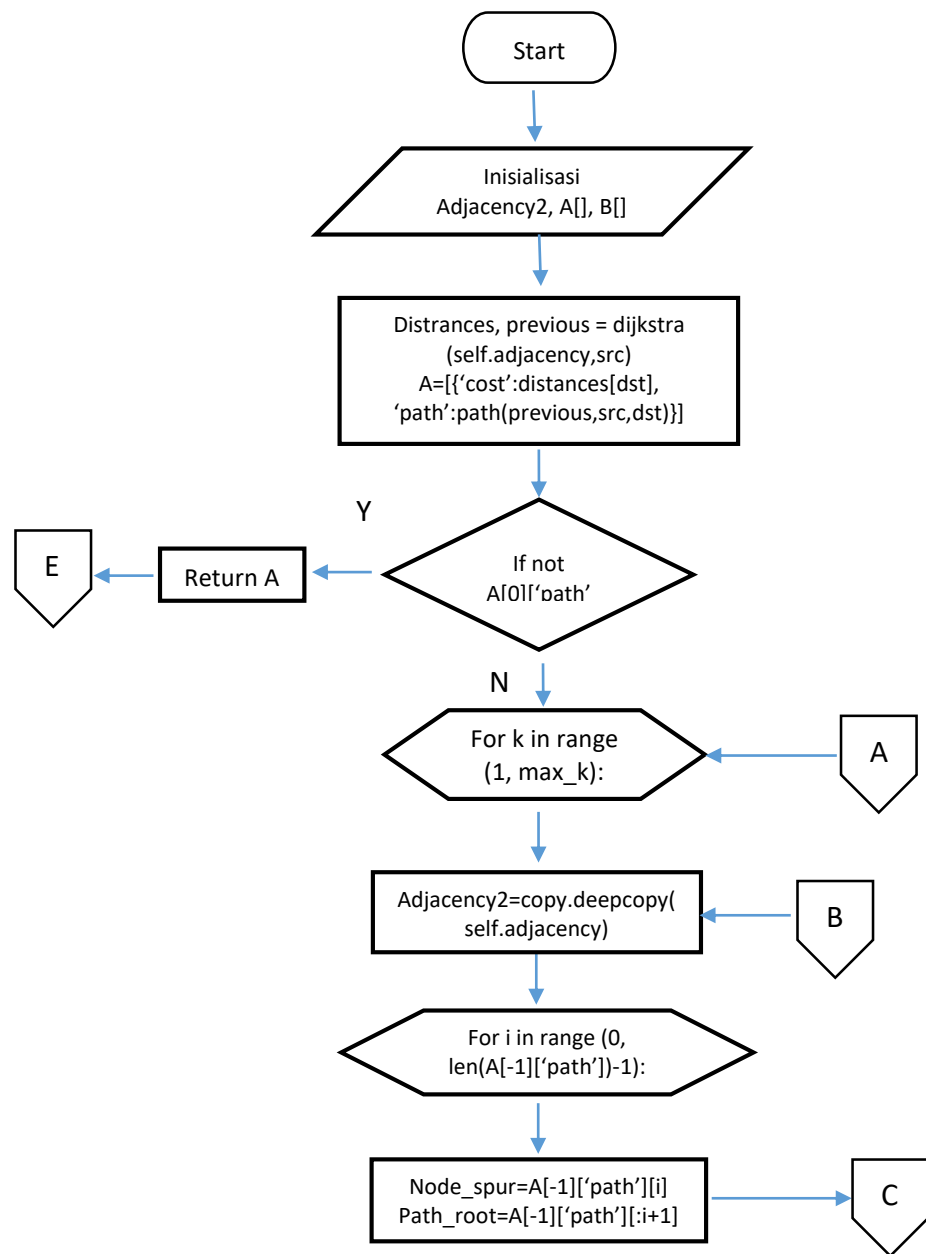 Start
Inisialisasi
Adjacency2, A[], B[]
Distrances, previous = dijkstra
(self.adjacency,src)
A=[{‘cost’:distances[dst],
‘path’:path(previous,src,dst)}]
Y
E
Return A
If not
A[0][‘path’
N
For k in range
(1, max_k):
A
Adjacency2=copy.deepcopy(
self.adjacency)
B
For i in range (0,
len(A[-1][‘path’])-1):
Node_spur=A[-1][‘path’][i]
Path_root=A[-1][‘path’][:i+1]
C